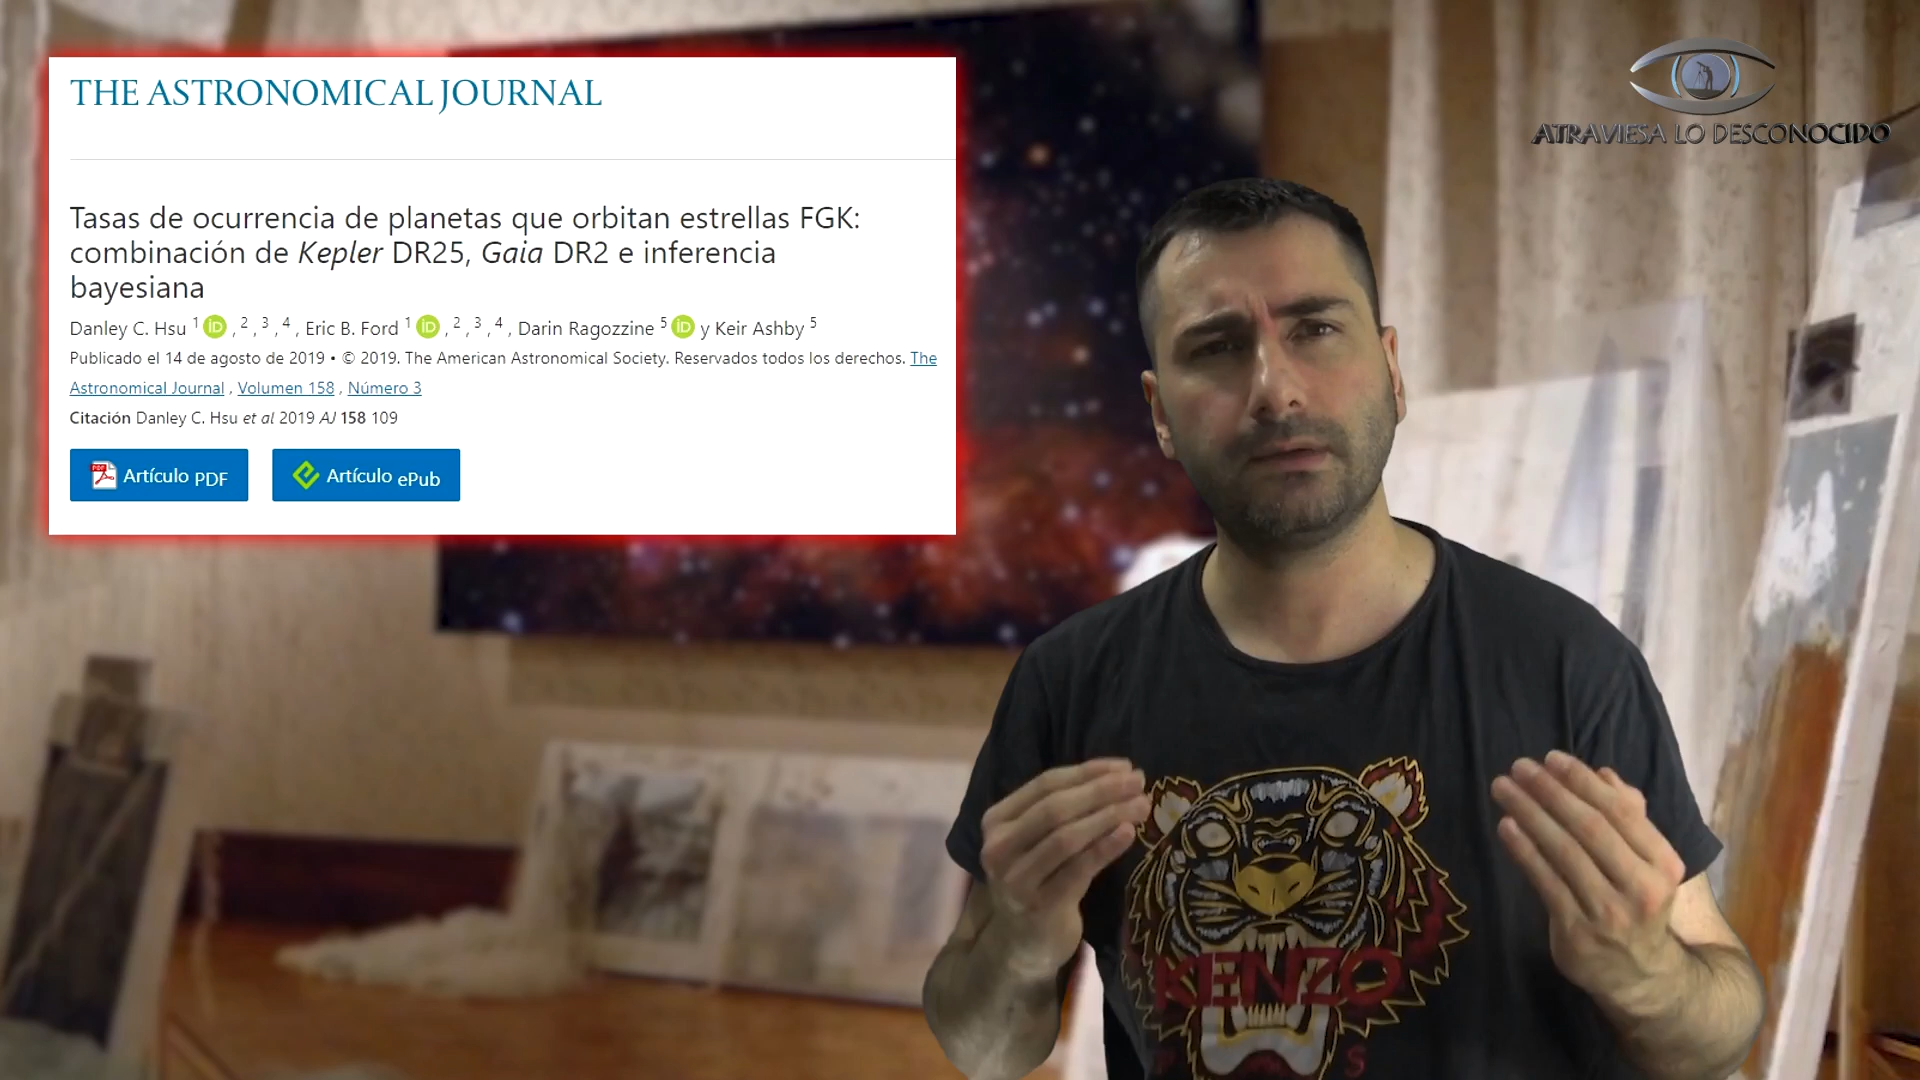 THE ASTRONOMICAL JOURNAL
Tasas de ocurrencia de planetas que orbitan estrellas FGK:
combinación de Kepler DR25, Gaia DR2 e inferencia
bayesiana
Danley C. Hsu 1 iD , 2 , 3 , 4 , Eric B. Ford 1 iD , 2 , 3 , 4 , Darin Ragozzine 5 iD y Keir Ashby 5
Publicado el 14 de agosto de 2019 • © 2019. The American Astronomical Society. Reservados todos los derechos. The
Astronomical Journal , Volumen 158 , Número 3
Citación Danley C. Hsu et al 2019 AJ 158 109
PDF Artículo PDF
Artículo ePub
ATRAVIESA LO DESCONOCIDO
KENZO